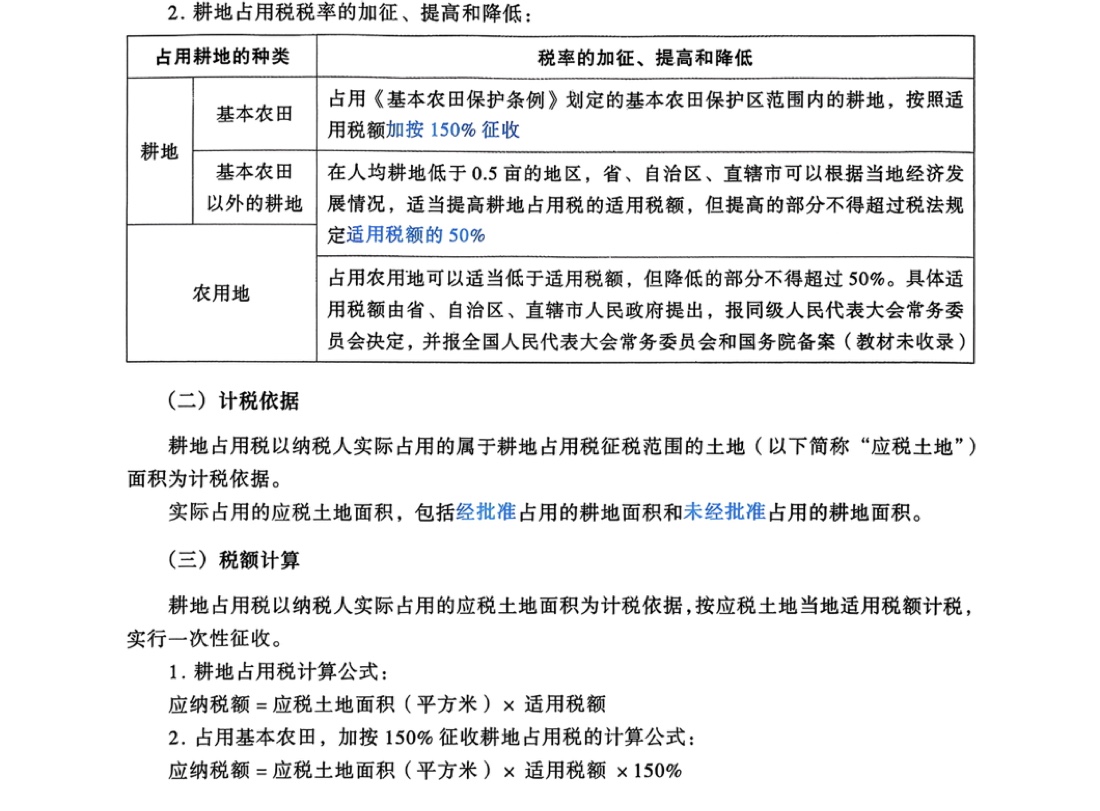 2. 耕地占用税税率的加征、提高和降低：
占用耕地的种类
税率的加征、提高和降低
耕地
基本农田
占用《基本农田保护条例》划定的基本农田保护区范围内的耕地，按照适
用税额加按 150% 征收
基本农田
以外的耕地
在人均耕地低于 0.5 亩的地区，省、自治区、直辖市可以根据当地经济发
展情况，适当提高耕地占用税的适用税额，但提高的部分不得超过税法规
定适用税额的 50%
农用地
占用农用地可以适当低于适用税额，但降低的部分不得超过 50%。具体适
用税额由省、自治区、直辖市人民政府提出，报同级人民代表大会常务委
员会决定，并报全国人民代表大会常务委员会和国务院备案（教材未收录）
（二）计税依据
耕地占用税以纳税人实际占用的属于耕地占用税征税范围的土地（以下简称“应税土地”）
面积为计税依据。
实际占用的应税土地面积，包括经批准占用的耕地面积和未经批准占用的耕地面积。
（三）税额计算
耕地占用税以纳税人实际占用的应税土地面积为计税依据，按应税土地当地适用税额计税，
实行一次性征收。
1. 耕地占用税计算公式：
应纳税额 = 应税土地面积（平方米）× 适用税额
2. 占用基本农田，加按 150% 征收耕地占用税的计算公式：
应纳税额 = 应税土地面积（平方米）× 适用税额 ×150%